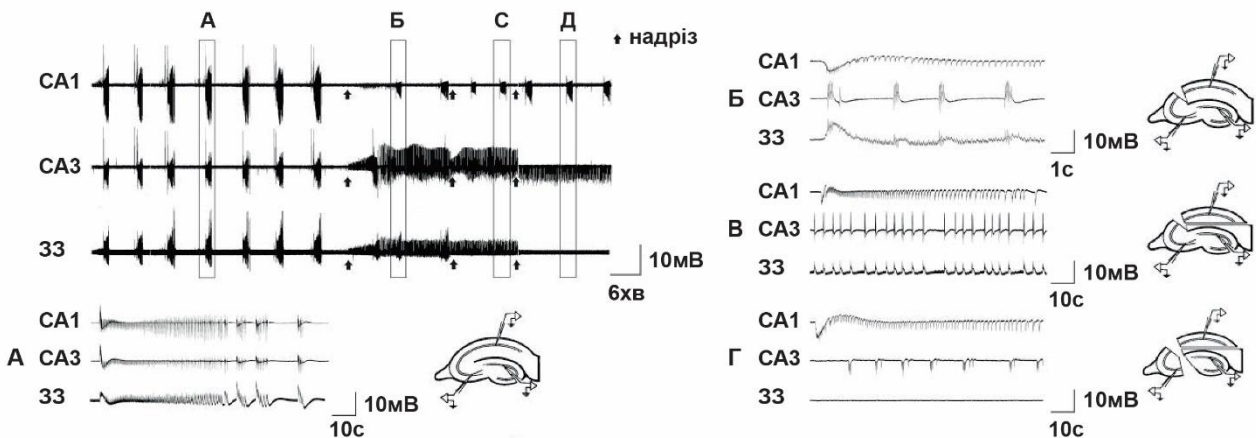 А Б С Д
надріз
СА1
СА3
ЗЗ
10мВ
6хв
А
СА1
СА3
ЗЗ
10мВ
10с
Б
СА1
СА3
ЗЗ
10мВ
1с
В
СА1
СА3
ЗЗ
10мВ
10с
Г
СА1
СА3
ЗЗ
10мВ
10с